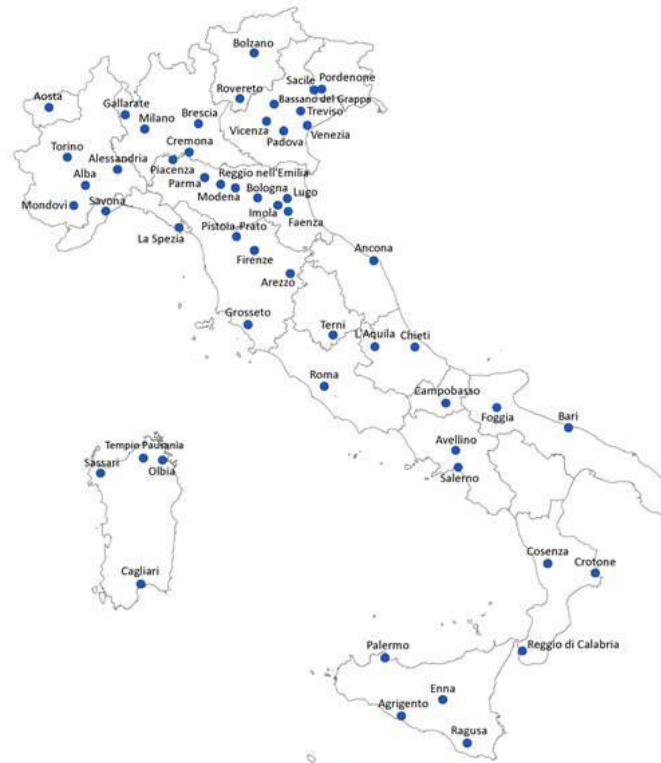 Bolzano
Sacile
Pordenone
Rovereto
Bassano del Grappa
Aosta
Gallarate
Treviso
Milano
Brescia
Vicenza
Padova
Venezia
Torino
Cremona
Alessandria
Piacenza
Alba
Parma
Reggio nell'Emilia
Modena
Bologna
Lugo
Mondovì
Savona
Imola
Faenza
Pistoia
Prato
La Spezia
Firenze
Ancona
Arezzo
Grosseto
Terni
L'Aquila
Chieti
Roma
Campobasso
Foggia
Bari
Avellino
Salerno
Tempio Pausania
Sassari
Olbia
Cagliari
Cosenza
Crotone
Palermo
Reggio di Calabria
Enna
Agrigento
Ragusa